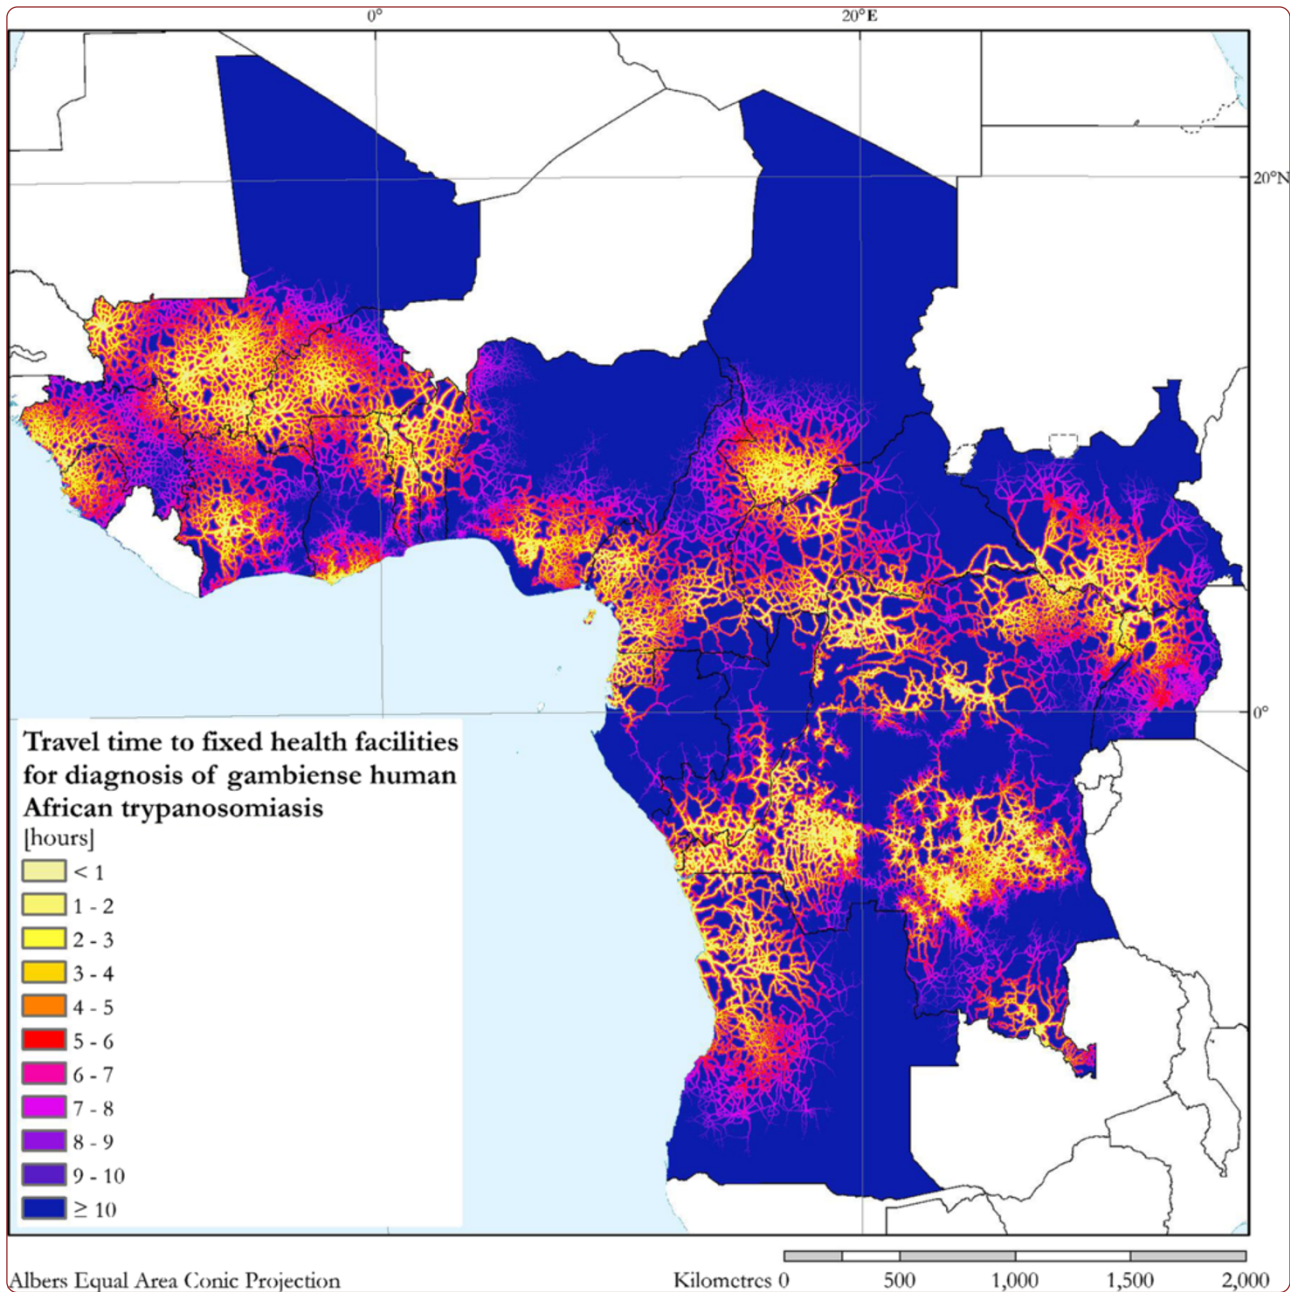 0° 20°E
20°N
0°
Travel time to fixed health facilities
for diagnosis of gambiense human
African trypanosomiasis
[hours]
< 1
1 - 2
2 - 3
3 - 4
4 - 5
5 - 6
6 - 7
7 - 8
8 - 9
9 - 10
≥ 10
Albers Equal Area Conic Projection Kilometres 0 500 1,000 1,500 2,000